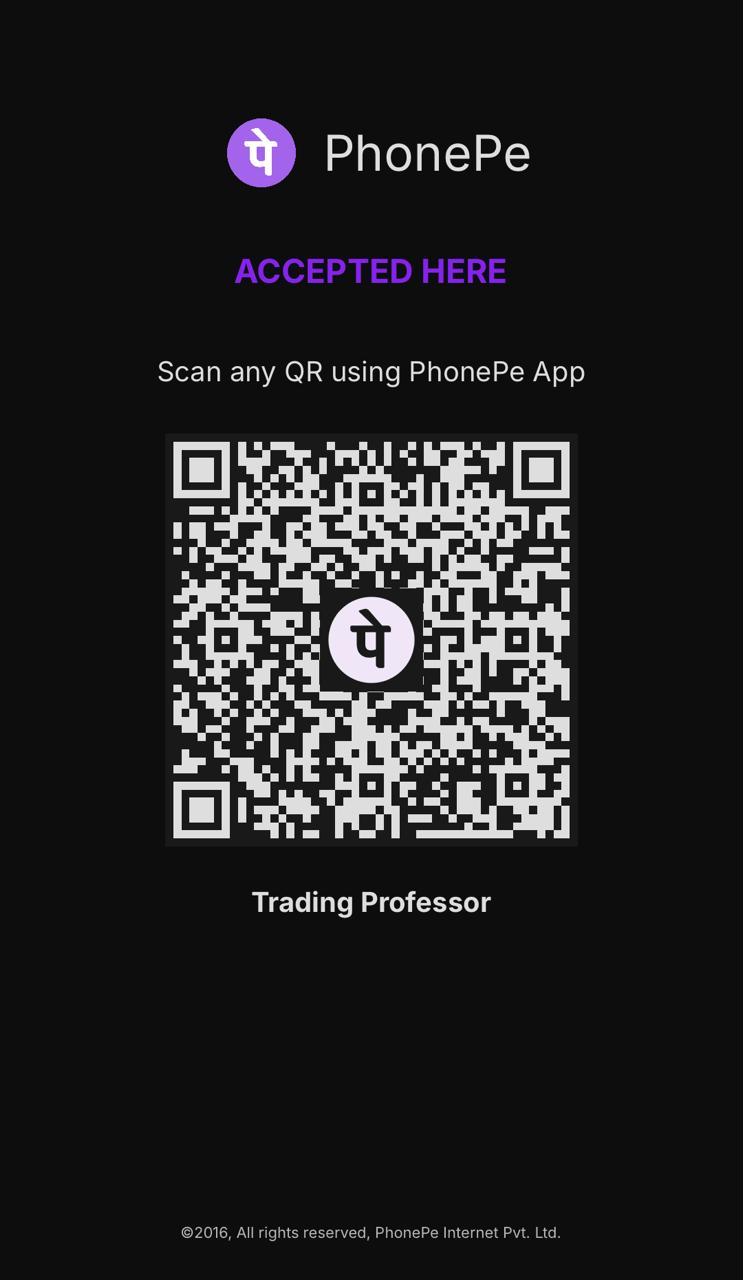 पे PhonePe
ACCEPTED HERE
Scan any QR using PhonePe App
पे
Trading Professor
©2016, All rights reserved, PhonePe Internet Pvt. Ltd.